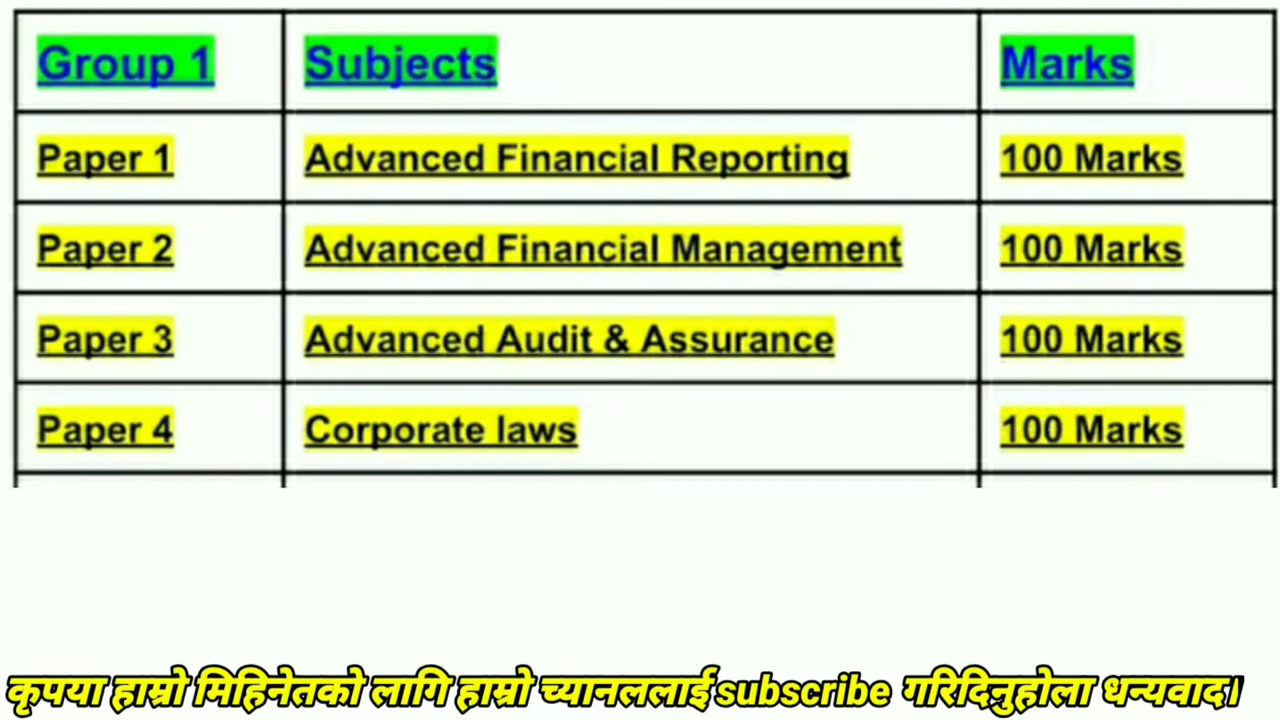 Group 1 Subjects Marks
Paper 1 Advanced Financial Reporting 100 Marks
Paper 2 Advanced Financial Management 100 Marks
Paper 3 Advanced Audit & Assurance 100 Marks
Paper 4 Corporate laws 100 Marks
कृपया हाम्रो मिहिनेतको लागि हाम्रो च्यानललाई subscribe गरिदिनुहोला धन्यवाद।